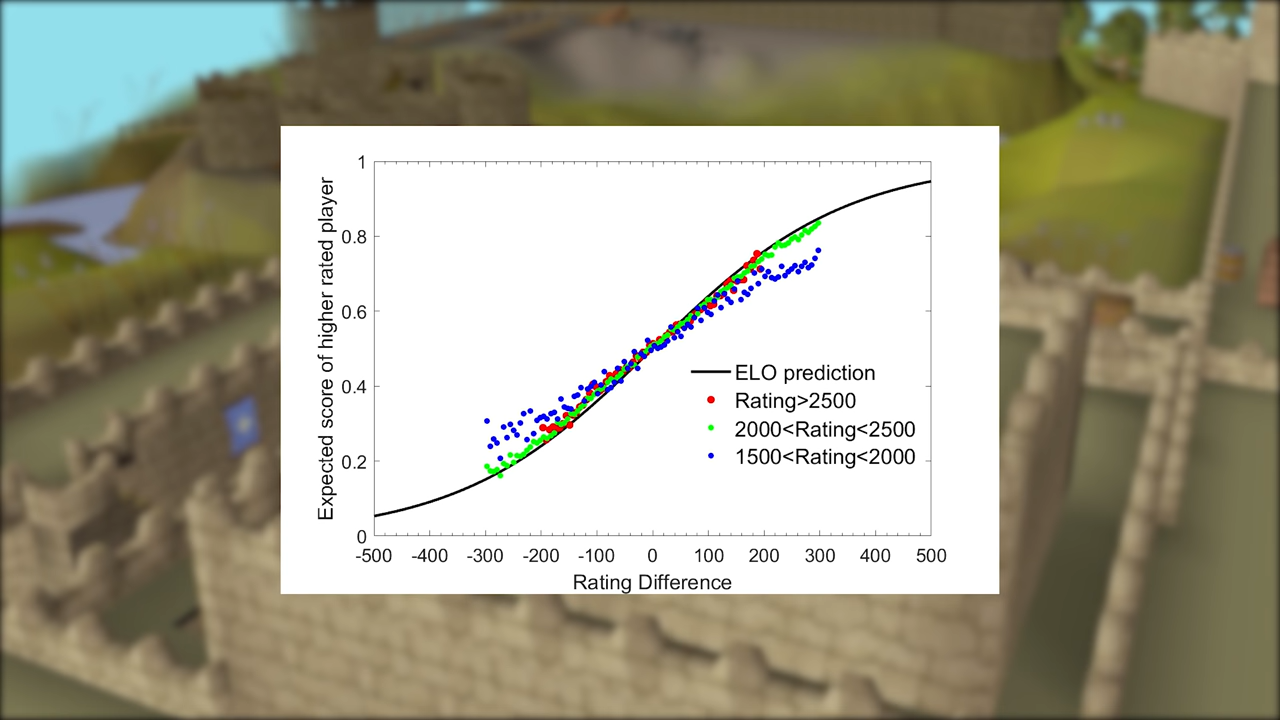 Expected score of higher rated player
1
0.8
0.6
0.4
0.2
0
ELO prediction
Rating>2500
2000<Rating<2500
1500<Rating<2000
-500 -400 -300 -200 -100 0 100 200 300 400 500
Rating Difference